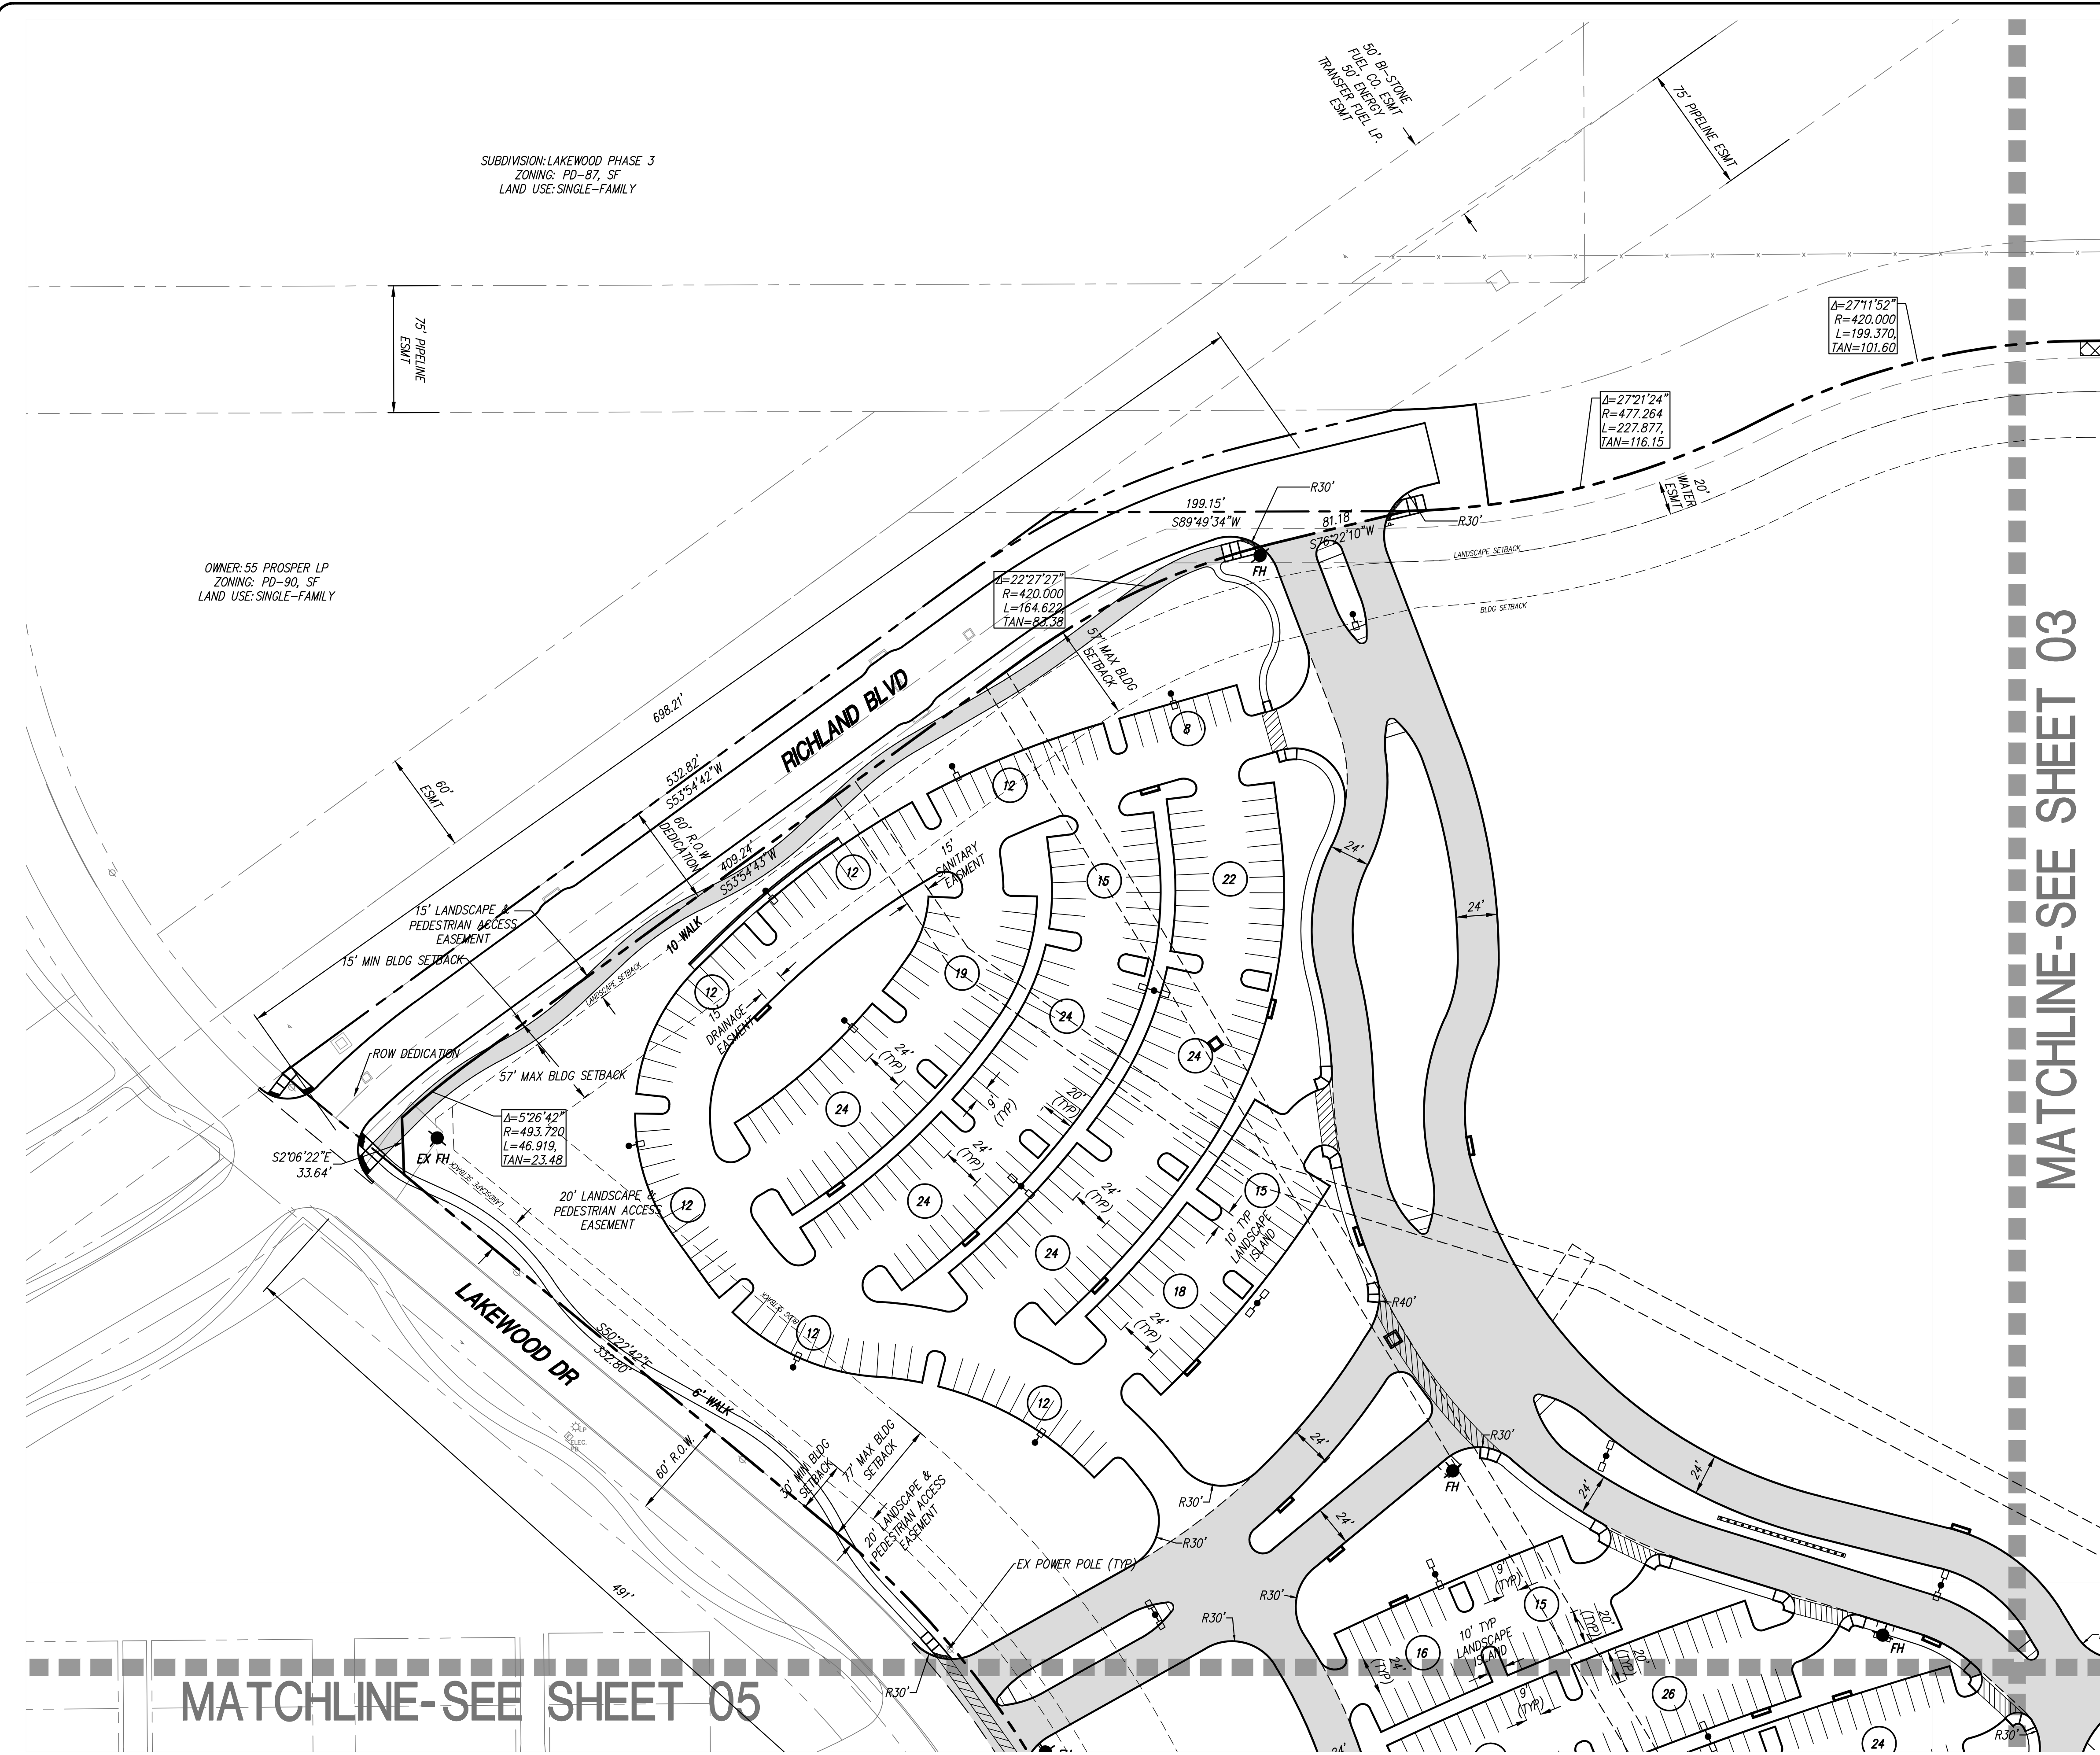 50' BI-STONE
FUEL CO. ESMT
50' ENERGY
TRANSFER FUEL LP.
ESMT
75' PIPELINE ESMT
SUBDIVISION: LAKEWOOD PHASE 3
ZONING: PD-87, SF
LAND USE: SINGLE-FAMILY
75' PIPELINE
ESMT
Δ=27°11'52"
R=420.000
L=199.370,
TAN=101.60
Δ=27°21'24"
R=477.264
L=227.877,
TAN=116.15
20'
WATER
ESMT
199.15'
S89°49'34"W
R30'
81.18
S76°22'10"W
R30'
FH
LANDSCAPE SETBACK
BLDG SETBACK
OWNER: 55 PROSPER LP
ZONING: PD-90, SF
LAND USE: SINGLE-FAMILY
Δ=22°27'27"
R=420.000
L=164.622,
TAN=83.38
57' MAX BLDG
SETBACK
MATCHLINE-SEE SHEET 03
698.21'
RICHLAND BLVD
532.82'
S53°54'42"W
60'
ESMT
60' R.O.W
DEDICATION
409.24'
S53°54'43"W
8
12
12
15'
SANITARY
EASMENT
15
22
24'
24'
15' LANDSCAPE &
PEDESTRIAN ACCESS
EASEMENT
10 WALK
15' MIN BLDG SETBACK
LANDSCAPE SETBACK
12
19
15'
DRAINAGE
EASMENT
24
24
24'
(TYP)
ROW DEDICATION
57' MAX BLDG SETBACK
9'
(TYP)
20'
(TYP)
24
Δ=5°26'42"
R=493.720
L=46.919,
TAN=23.48
S2°06'22"E
33.64'
EX FH
LANDSCAPE SETBACK
24'
(TYP)
20' LANDSCAPE &
PEDESTRIAN ACCESS
EASEMENT
12
24
24'
(TYP)
15
10' TYP
LANDSCAPE
ISLAND
24
18
24'
(TYP)
R40'
BLDG SETBACK
12
LAKEWOOD DR
S50°22'42"E
332.80'
6' WALK
12
LP
ELEC.
PB
60' R.O.W.
30' MIN BLDG
SETBACK
77' MAX BLDG
SETBACK
20' LANDSCAPE &
PEDESTRIAN ACCESS
EASEMENT
24'
R30'
FH
24'
24'
R30'
24'
R30'
EX POWER POLE (TYP)
491'
R30'
R30'
9'
(TYP)
15
20'
(TYP)
10' TYP
LANDSCAPE
ISLAND
16
24'
(TYP)
20'
(TYP)
FH
R30'
9'
(TYP)
26
24
R30'
24'
MATCHLINE-SEE SHEET 05